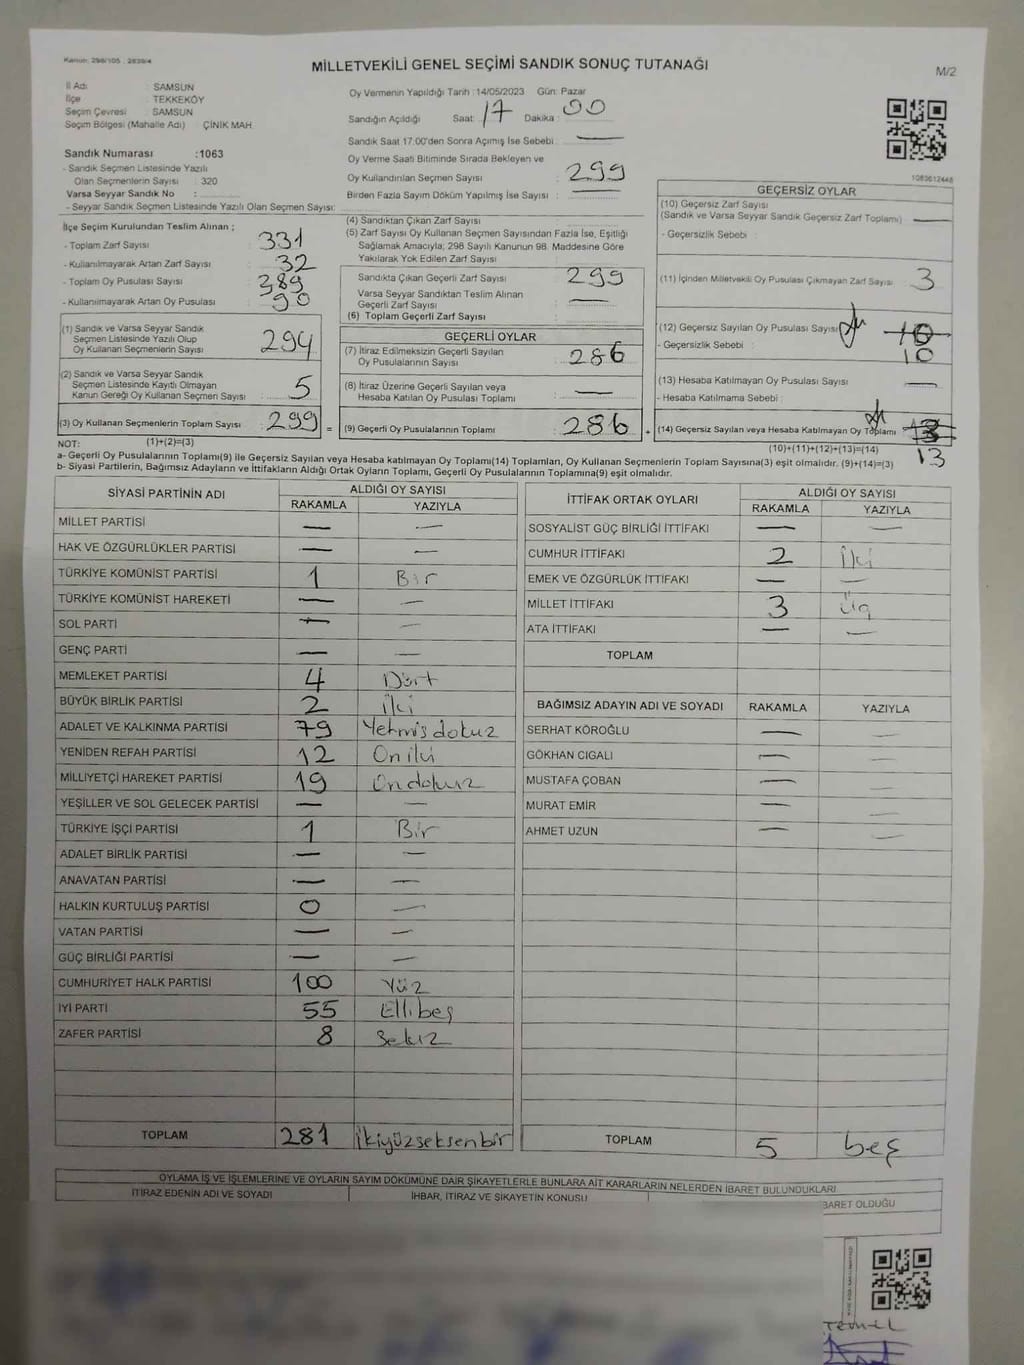 Kanun: 298/105 , 2839/4
MİLLETVEKİLİ GENEL SEÇİMİ SANDIK SONUÇ TUTANAĞI
M/2
İl Adı : SAMSUN
İlçe : TEKKEKÖY
Seçim Çevresi : SAMSUN
Seçim Bölgesi (Mahalle Adı) ÇİNİK MAH
Sandık Numarası :1063
- Sandık Seçmen Listesinde Yazılı
Olan Seçmenlerin Sayısı : 320
Varsa Seyyar Sandık No :
- Seyyar Sandık Seçmen Listesinde Yazılı Olan Seçmen Sayısı:
Oy Vermenin Yapıldığı Tarih : 14/05/2023 Gün: Pazar
Sandığın Açıldığı Saat: 17 Dakika : 00
Sandık Saat 17:00'den Sonra Açımış İse Sebebi : —
Oy Verme Saati Bitiminde Sırada Bekleyen ve
Oy Kullandırılan Seçmen Sayısı : 299
Birden Fazla Sayım Döküm Yapılmış İse Sayısı : —
İlçe Seçim Kurulundan Teslim Alınan ;
- Toplam Zarf Sayısı : 331
- Kullanılmayarak Artan Zarf Sayısı : 32
- Toplam Oy Pusulası Sayısı : 389
- Kullanılmayarak Artan Oy Pusulası : 90
(4) Sandıktan Çıkan Zarf Sayısı :
(5) Zarf Sayısı Oy Kullanan Seçmen Sayısından Fazla İse, Eşitliği
Sağlamak Amacıyla; 298 Sayılı Kanunun 98. Maddesine Göre
Yakılarak Yok Edilen Zarf Sayısı :
Sandıkta Çıkan Geçerli Zarf Sayısı : 299
Varsa Seyyar Sandıktan Teslim Alınan
Geçerli Zarf Sayısı : —
(6) Toplam Geçerli Zarf Sayısı :
(1) Sandık ve Varsa Seyyar Sandık
Seçmen Listesinde Yazılı Olup
Oy Kullanan Seçmenlerin Sayısı : 294
(2) Sandık ve Varsa Seyyar Sandık
Seçmen Listesinde Kayıtlı Olmayan
Kanun Gereği Oy Kullanan Seçmen Sayısı : 5
(3) Oy Kullanan Seçmenlerin Toplam Sayısı : 299 =
GEÇERLİ OYLAR
(7) İtiraz Edilmeksizin Geçerli Sayılan
Oy Pusulalarının Sayısı : 286
(8) İtiraz Üzerine Geçerli Sayılan veya
Hesaba Katılan Oy Pusulası Toplamı : —
(9) Geçerli Oy Pusulalarının Toplamı : 286 +
1083612448
GEÇERSİZ OYLAR
(10) Geçersiz Zarf Sayısı
(Sandık ve Varsa Seyyar Sandık Geçersiz Zarf Toplamı) : —
- Geçersizlik Sebebi :
(11) İçinden Milletvekili Oy Pusulası Çıkmayan Zarf Sayısı : 3
(12) Geçersiz Sayılan Oy Pusulası Sayısı : 10
- Geçersizlik Sebebi : 10
(13) Hesaba Katılmayan Oy Pusulası Sayısı : —
- Hesaba Katılmama Sebebi :
(14) Geçersiz Sayılan veya Hesaba Katılmayan Oy Toplamı 13
13
NOT: (1)+(2)=(3) (10)+(11)+(12)+(13)=(14)
a- Geçerli Oy Pusulalarının Toplamı(9) ile Geçersiz Sayılan veya Hesaba katılmayan Oy Toplamı(14) Toplamları, Oy Kullanan Seçmenlerin Toplam Sayısına(3) eşit olmalıdır. (9)+(14)=(3)
b- Siyasi Partilerin, Bağımsız Adayların ve İttifakların Aldığı Ortak Oyların Toplamı, Geçerli Oy Pusulalarının Toplamına(9) eşit olmalıdır.
SİYASİ PARTİNİN ADI ALDIĞI OY SAYISI
RAKAMLA YAZIYLA
MİLLET PARTİSİ — —
HAK VE ÖZGÜRLÜKLER PARTİSİ — —
TÜRKİYE KOMÜNİST PARTİSİ 1 Bir
TÜRKİYE KOMÜNİST HAREKETİ — —
SOL PARTİ — —
GENÇ PARTİ — —
MEMLEKET PARTİSİ 4 Dört
BÜYÜK BİRLİK PARTİSİ 2 İki
ADALET VE KALKINMA PARTİSİ 79 Yetmiş dokuz
YENİDEN REFAH PARTİSİ 12 On iki
MİLLİYETÇİ HAREKET PARTİSİ 19 Ondokuz
YEŞİLLER VE SOL GELECEK PARTİSİ — —
TÜRKİYE İŞÇİ PARTİSİ 1 Bir
ADALET BİRLİK PARTİSİ — —
ANAVATAN PARTİSİ — —
HALKIN KURTULUŞ PARTİSİ 0 —
VATAN PARTİSİ — —
GÜÇ BİRLİĞİ PARTİSİ — —
CUMHURİYET HALK PARTİSİ 100 Yüz
İYİ PARTİ 55 Ellibeş
ZAFER PARTİSİ 8 Sekiz
TOPLAM 281 İkiyüzseksenbir
İTTİFAK ORTAK OYLARI ALDIĞI OY SAYISI
RAKAMLA YAZIYLA
SOSYALİST GÜÇ BİRLİĞİ İTTİFAKI — —
CUMHUR İTTİFAKI 2 İki
EMEK VE ÖZGÜRLÜK İTTİFAKI — —
MİLLET İTTİFAKI 3 Üç
ATA İTTİFAKI — —
TOPLAM
BAĞIMSIZ ADAYIN ADI VE SOYADI RAKAMLA YAZIYLA
SERHAT KÖROĞLU — —
GÖKHAN CIGALI — —
MUSTAFA ÇOBAN — —
MURAT EMİR — —
AHMET UZUN — —
TOPLAM 5 beş
OYLAMA İŞ VE İŞLEMLERİNE VE OYLARIN SAYIM DÖKÜMÜNE DAİR ŞİKAYETLERLE BUNLARA AİT KARARLARIN NELERDEN İBARET BULUNDUKLARI
İTİRAZ EDENİN ADI VE SOYADI İHBAR, İTİRAZ VE ŞİKAYETİN KONUSU BARET OLDUĞU
Temel